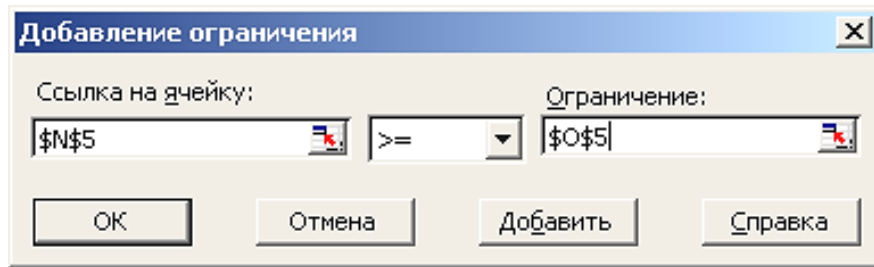 Добавление ограничения
Ссылка на ячейку:
Ограничение:
$N$5
>=
$O$5
ОК
Отмена
Добавить
Справка